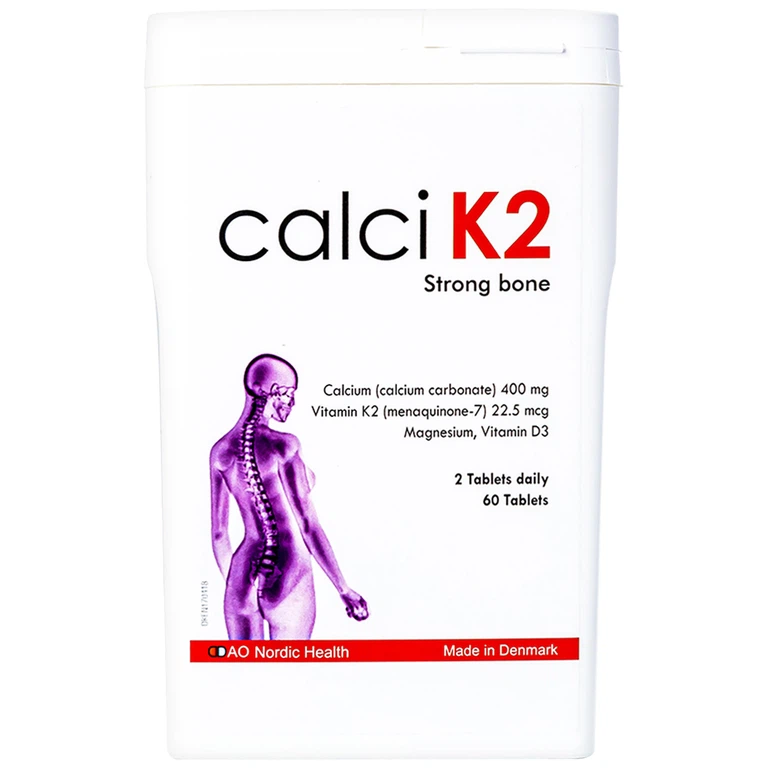 calci K2
Strong bone
Calcium (calcium carbonate) 400 mg
Vitamin K2 (menaquinone-7) 22.5 mcg
Magnesium, Vitamin D3
2 Tablets daily
60 Tablets
AO Nordic Health
Made in Denmark